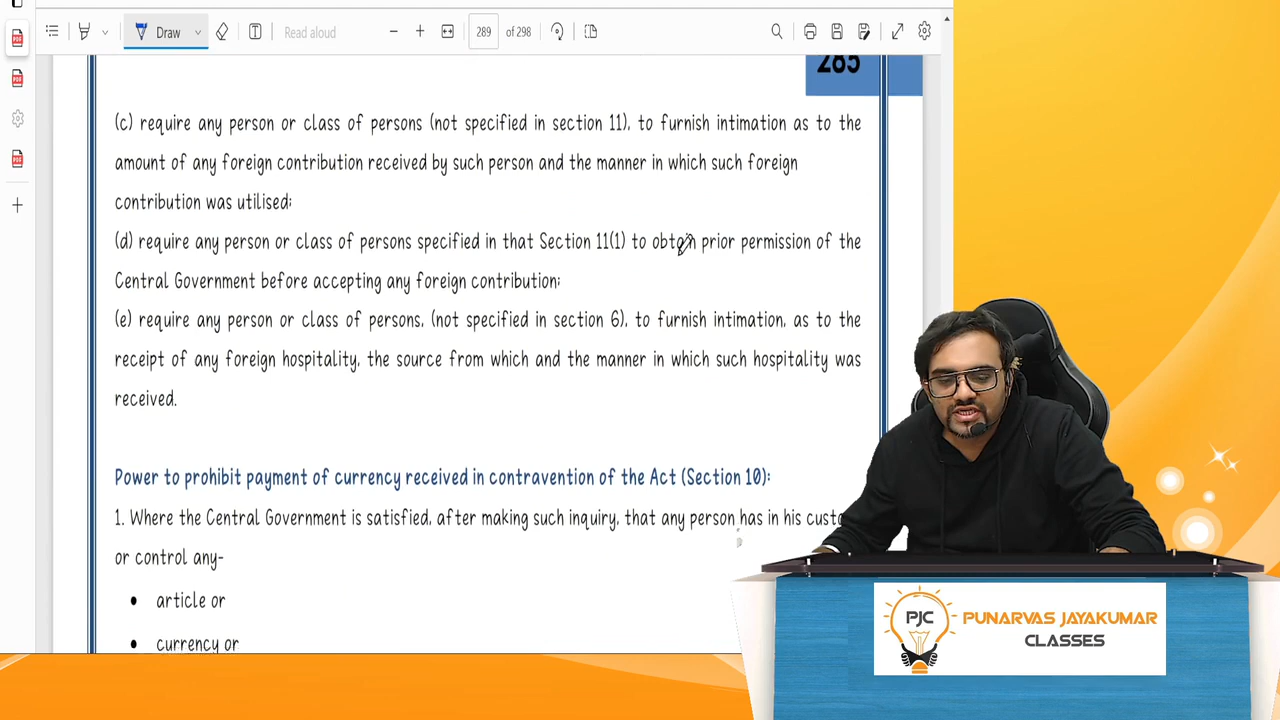 Draw
Read aloud
289 of 298
285
(c) require any person or class of persons (not specified in section 11), to furnish intimation as to the
amount of any foreign contribution received by such person and the manner in which such foreign
contribution was utilised;
(d) require any person or class of persons specified in that Section 11(1) to obtain prior permission of the
Central Government before accepting any foreign contribution;
(e) require any person or class of persons, (not specified in section 6), to furnish intimation, as to the
receipt of any foreign hospitality, the source from which and the manner in which such hospitality was
received.
Power to prohibit payment of currency received in contravention of the Act (Section 10):
1. Where the Central Government is satisfied, after making such inquiry, that any person has in his
or control any-
• article or
• currency or
PJC
PUNARVAS JAYAKUMAR
CLASSES